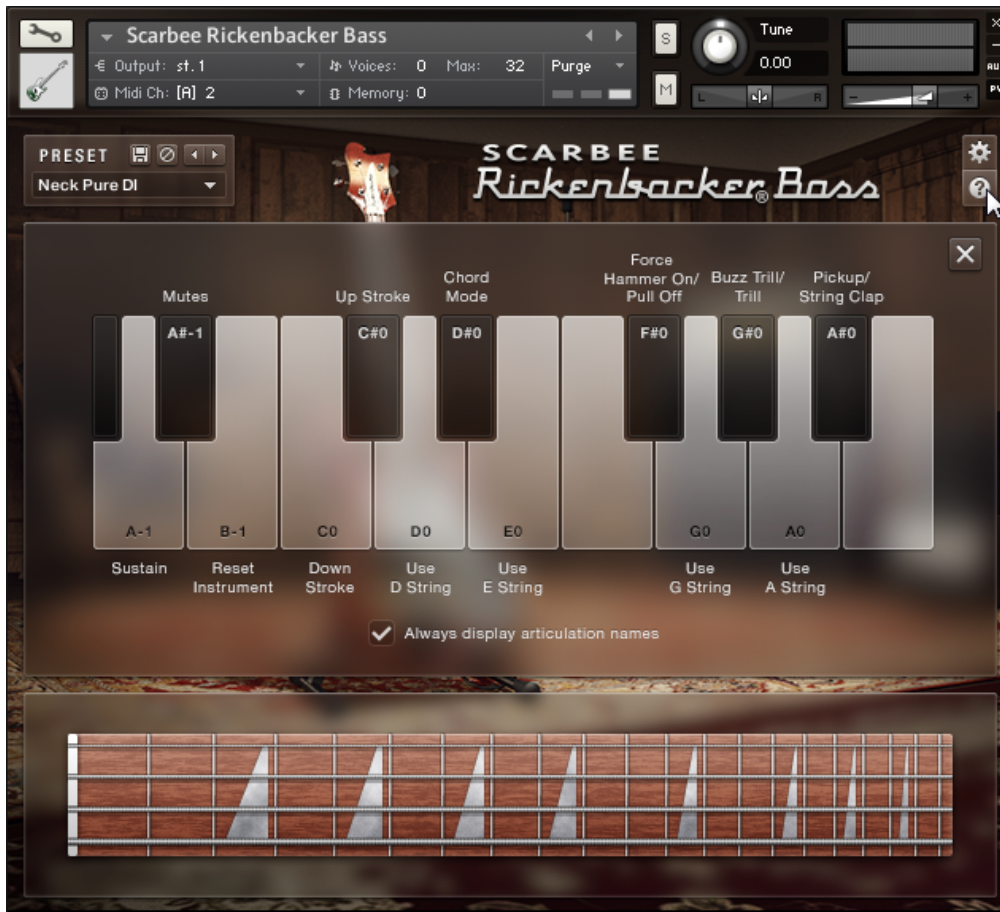 Scarbee Rickenbacker Bass
Output: st.1
Voices: 0 Max: 32
Purge
Midi Ch: [A] 2
Memory: 0
S
M
Tune
0.00
L
R
- +
AU
PV
PRESET
Neck Pure DI
SCARBEE
Rickenbacker® Bass
?
Mutes
Up Stroke
Chord
Mode
Force
Hammer On/
Pull Off
Buzz Trill/
Trill
Pickup/
String Clap
A#-1
C#0
D#0
F#0
G#0
A#0
A-1
B-1
C0
D0
E0
G0
A0
Sustain
Reset
Instrument
Down
Stroke
Use
D String
Use
E String
Use
G String
Use
A String
Always display articulation names